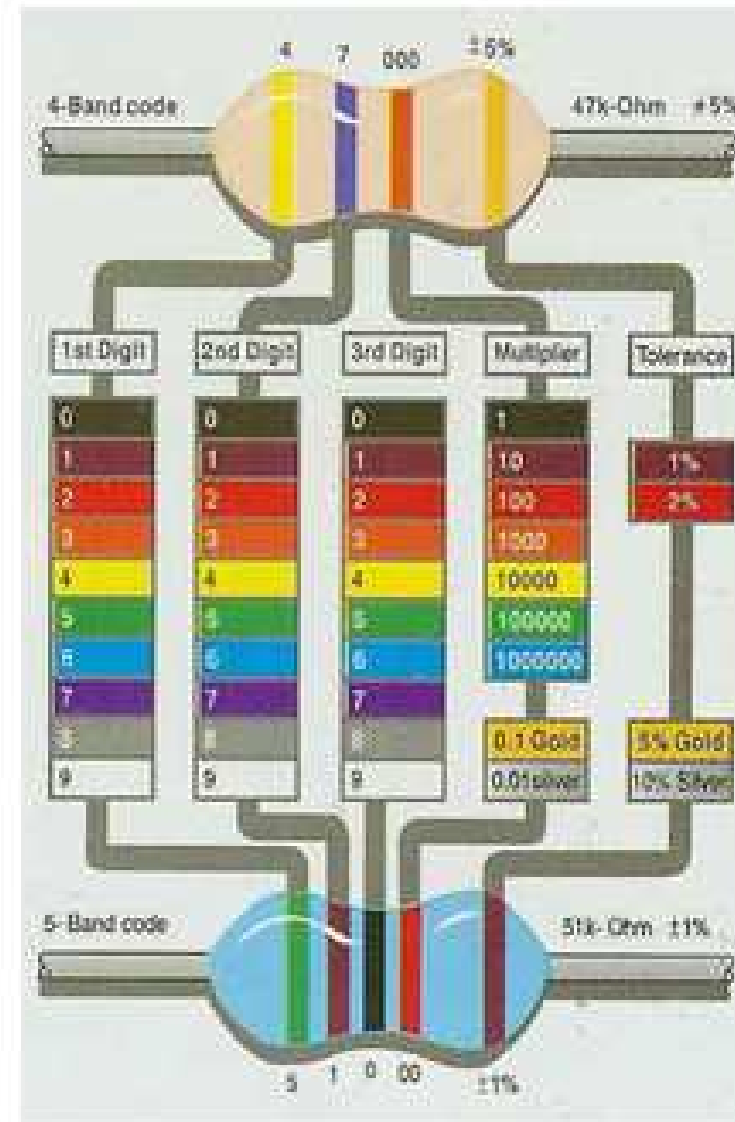 4 7 000 ±5%
4-Band code 47k-Ohm ±5%
1st Digit 2nd Digit 3rd Digit Multiplier Tolerance
0 0 0 1
1 1 1 10 1%
2 2 2 100 2%
3 3 3 1000
4 4 4 10000
5 5 5 100000
6 6 6 1000000
7 7 7
8 8 8 0.1 Gold 5% Gold
9 9 9 0.01silver 10% Silver
5- Band code 51k- Ohm ±1%
5 1 0 00 ±1%